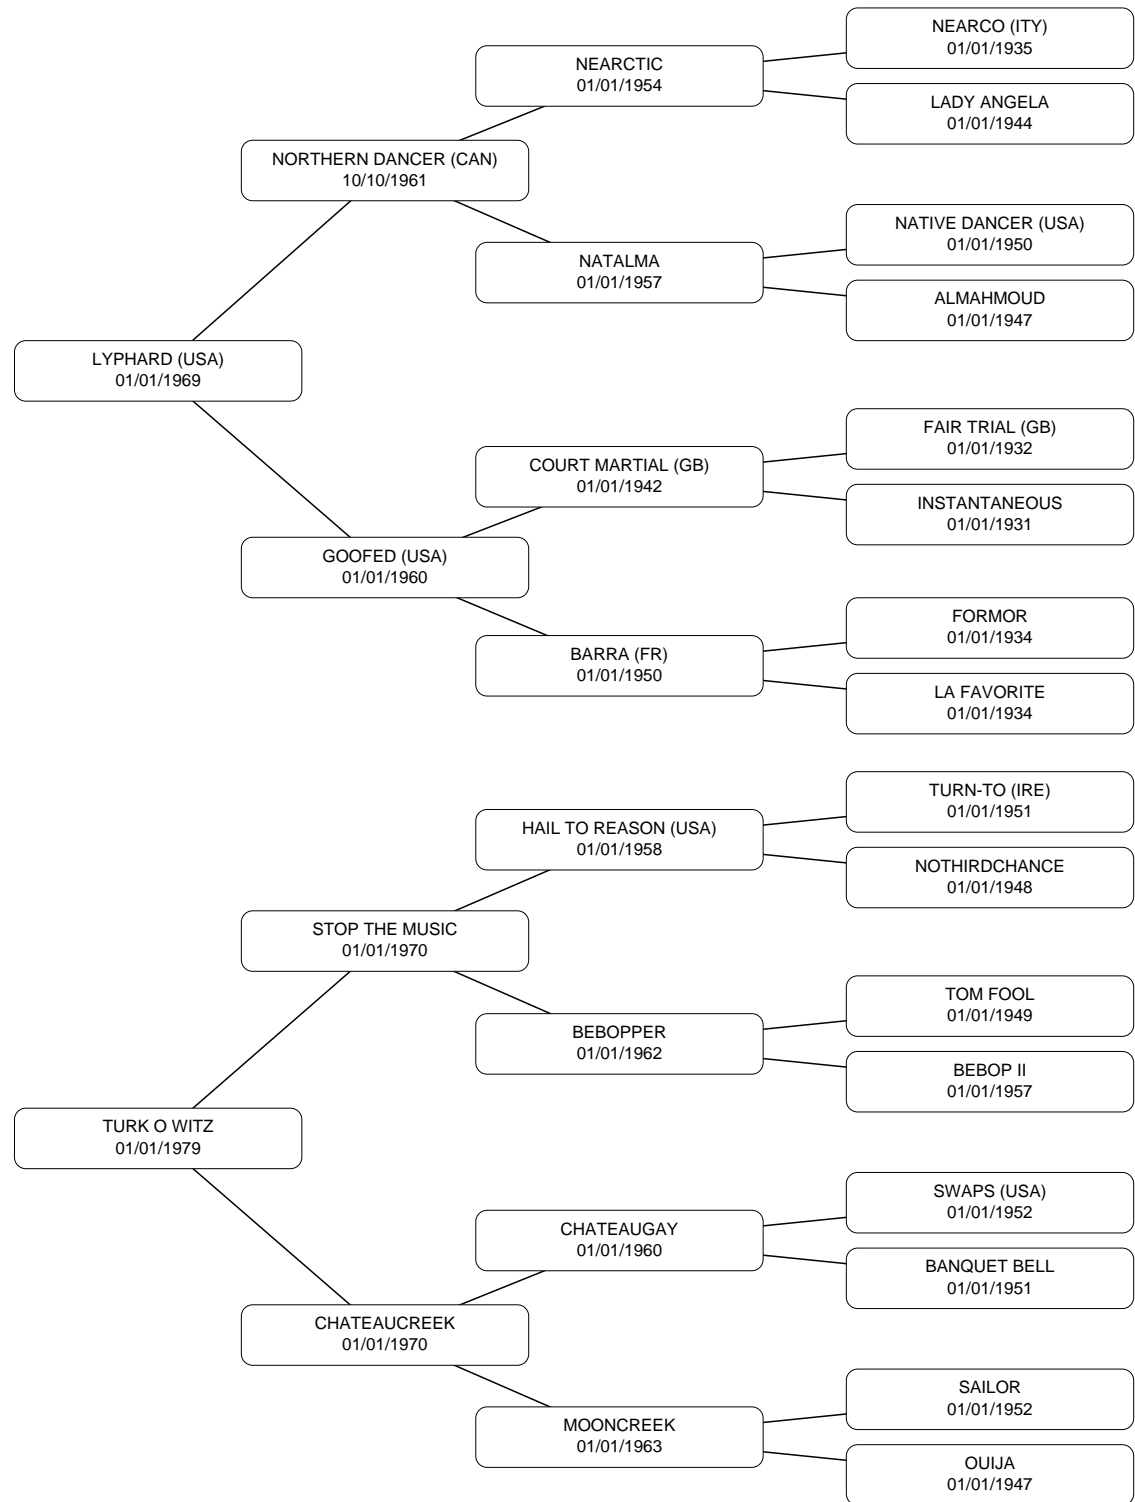 NEARCO (ITY)
01/01/1935
NEARCTIC
01/01/1954
LADY ANGELA
01/01/1944
NORTHERN DANCER (CAN)
10/10/1961
NATIVE DANCER (USA)
01/01/1950
NATALMA
01/01/1957
ALMAHMOUD
01/01/1947
LYPHARD (USA)
01/01/1969
FAIR TRIAL (GB)
01/01/1932
COURT MARTIAL (GB)
01/01/1942
INSTANTANEOUS
01/01/1931
GOOFED (USA)
01/01/1960
FORMOR
01/01/1934
BARRA (FR)
01/01/1950
LA FAVORITE
01/01/1934
TURN-TO (IRE)
01/01/1951
HAIL TO REASON (USA)
01/01/1958
NOTHIRDCHANCE
01/01/1948
STOP THE MUSIC
01/01/1970
TOM FOOL
01/01/1949
BEBOPPER
01/01/1962
BEBOP II
01/01/1957
TURK O WITZ
01/01/1979
SWAPS (USA)
01/01/1952
CHATEAUGAY
01/01/1960
BANQUET BELL
01/01/1951
CHATEAUCREEK
01/01/1970
SAILOR
01/01/1952
MOONCREEK
01/01/1963
OUIJA
01/01/1947